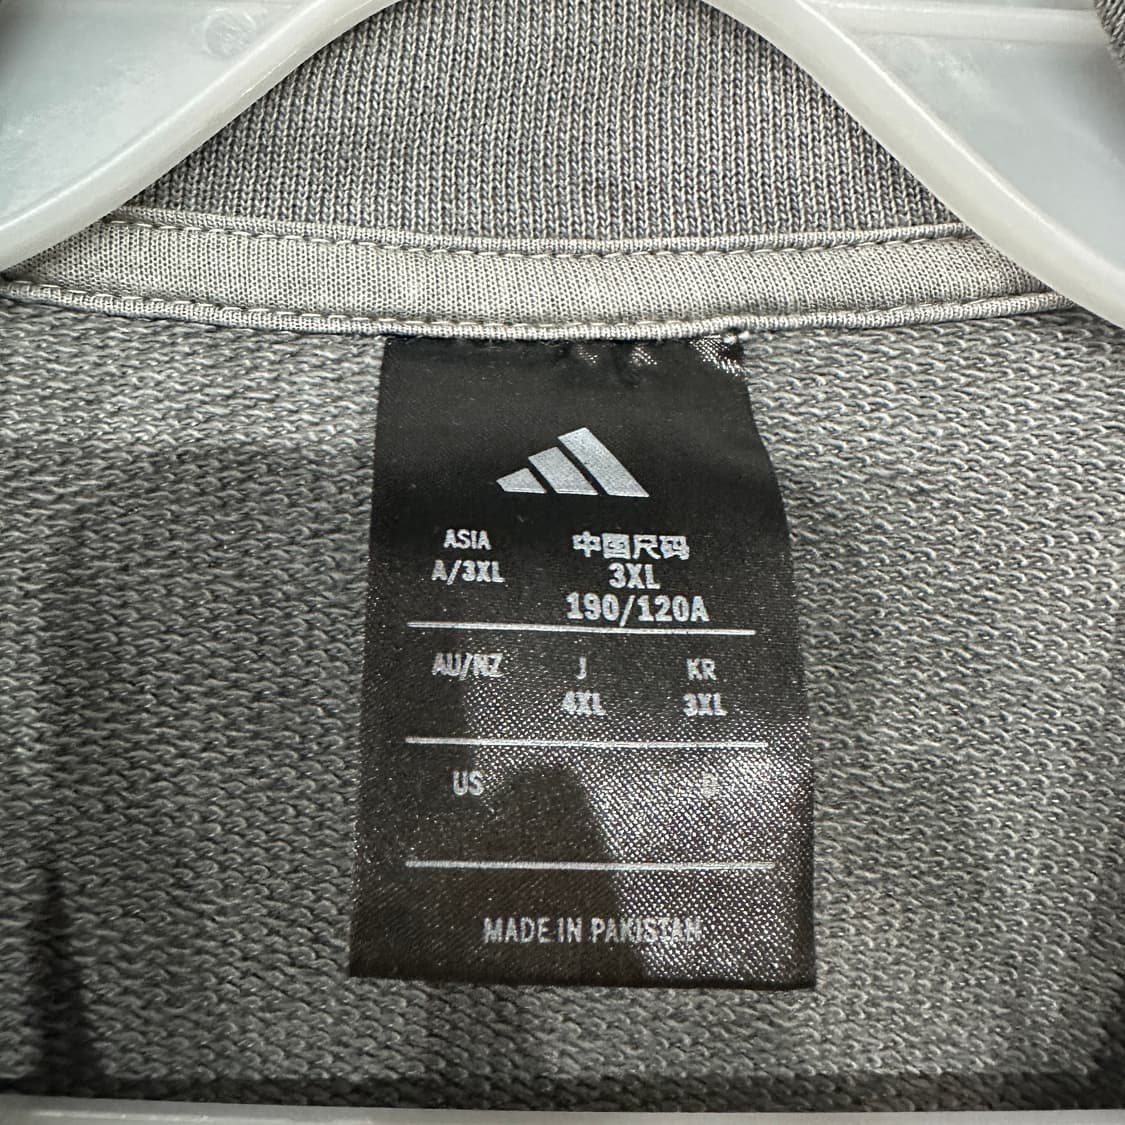 ASIA 中国尺码
A/3XL 3XL
190/120A
AU/NZ J KR
4XL 3XL
US
MADE IN PAKISTAN